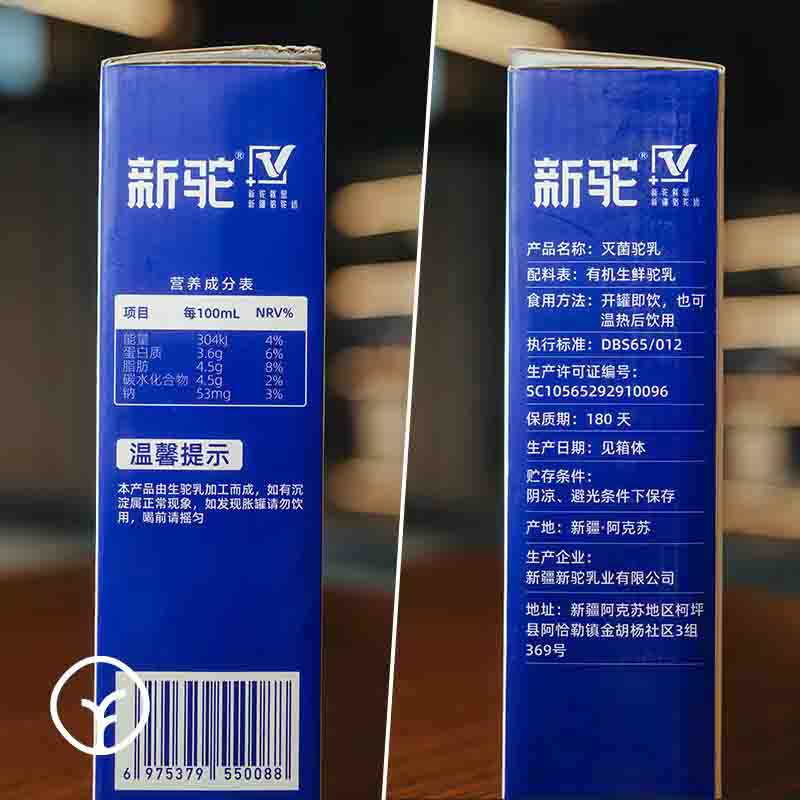 新驼®
新驼就是
新疆骆驼奶
营养成分表
项目 每100mL NRV%
能量 304kJ 4%
蛋白质 3.6g 6%
脂肪 4.5g 8%
碳水化合物 4.5g 2%
钠 53mg 3%
温馨提示
本产品由生驼乳加工而成，如有沉
淀属正常现象，如发现胀罐请勿饮
用，喝前请摇匀
6 975379 550088
新驼®
新驼就是
新疆骆驼奶
产品名称：灭菌驼乳
配料表：有机生鲜驼乳
食用方法：开罐即饮，也可
温热后饮用
执行标准：DBS65/012
生产许可证编号：
SC10565292910096
保质期：180 天
生产日期：见箱体
贮存条件：
阴凉、避光条件下保存
产地：新疆·阿克苏
生产企业：
新疆新驼乳业有限公司
地址：新疆阿克苏地区柯坪
县阿恰勒镇金胡杨社区3组
369号